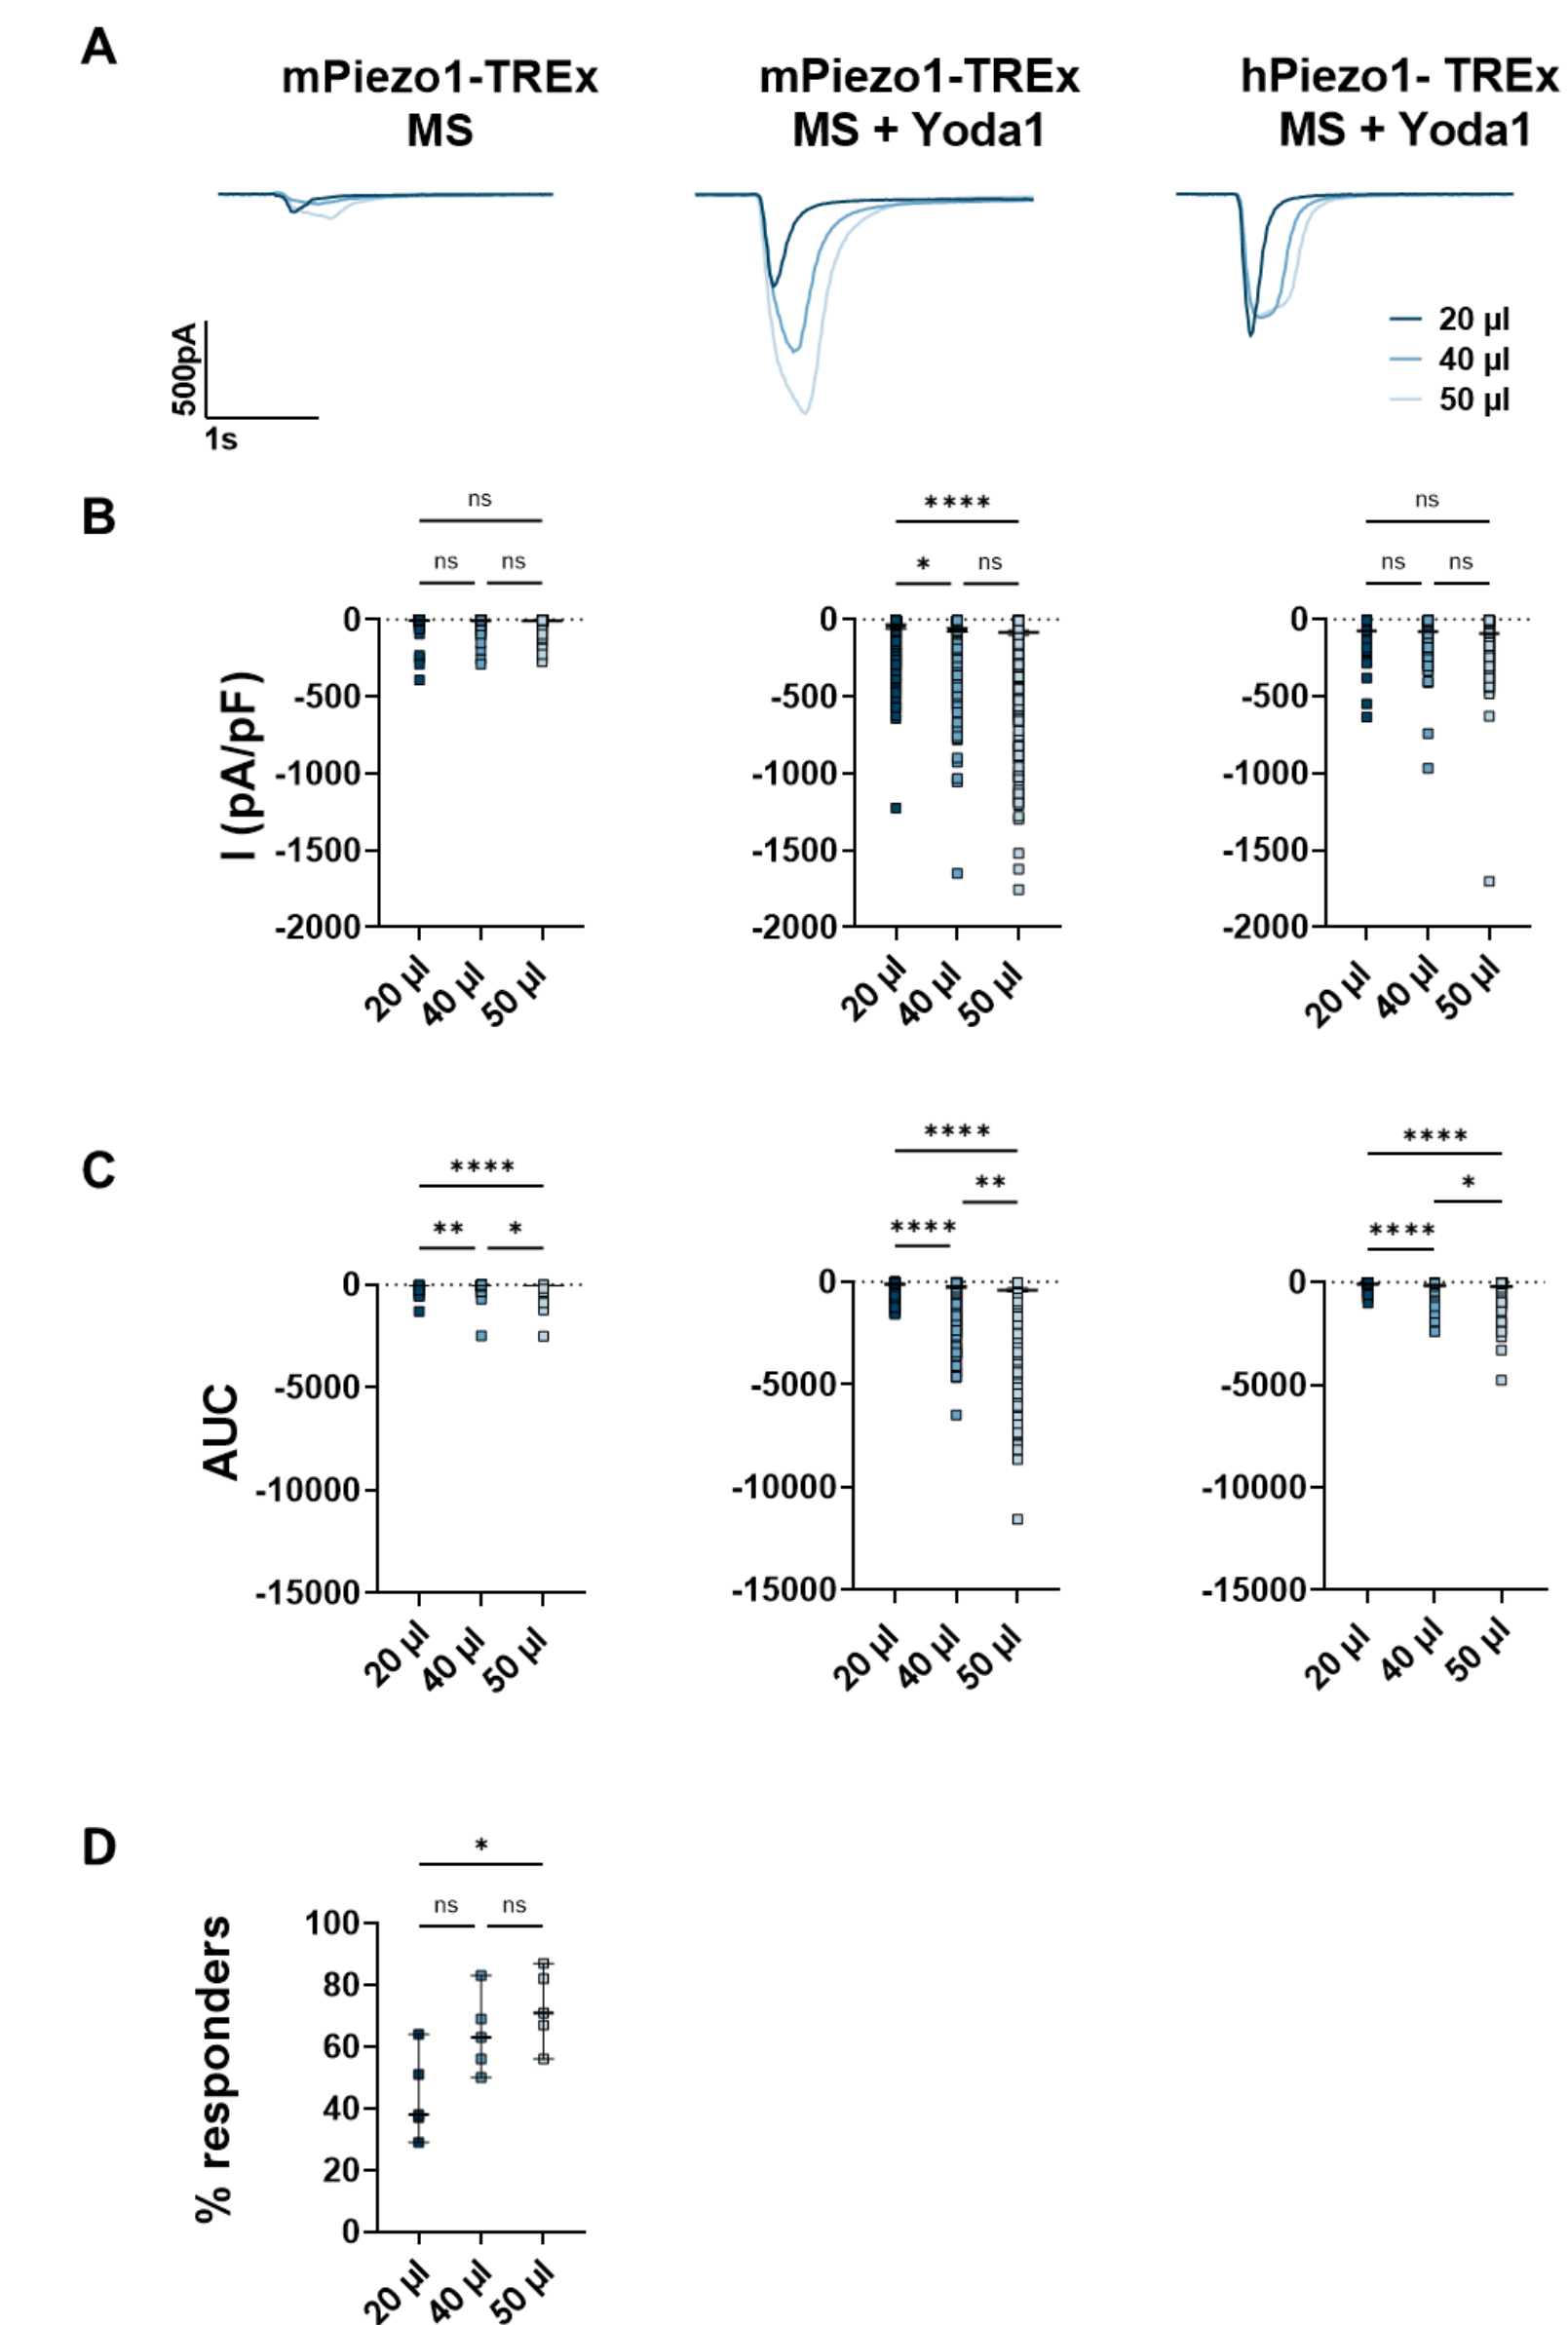 A
mPiezo1-TREx
MS
mPiezo1-TREx
MS + Yoda1
hPiezo1- TREx
MS + Yoda1
500pA
1s
20 µl
40 µl
50 µl
B
ns
ns ns
****
* ns
ns
ns ns
I (pA/pF)
0
-500
-1000
-1500
-2000
20 µl
40 µl
50 µl
0
-500
-1000
-1500
-2000
20 µl
40 µl
50 µl
0
-500
-1000
-1500
-2000
20 µl
40 µl
50 µl
C
****
** *
****
**
****
****
*
****
AUC
0
-5000
-10000
-15000
20 µl
40 µl
50 µl
0
-5000
-10000
-15000
20 µl
40 µl
50 µl
0
-5000
-10000
-15000
20 µl
40 µl
50 µl
D
*
ns ns
% responders
100
80
60
40
20
0
20 µl
40 µl
50 µl